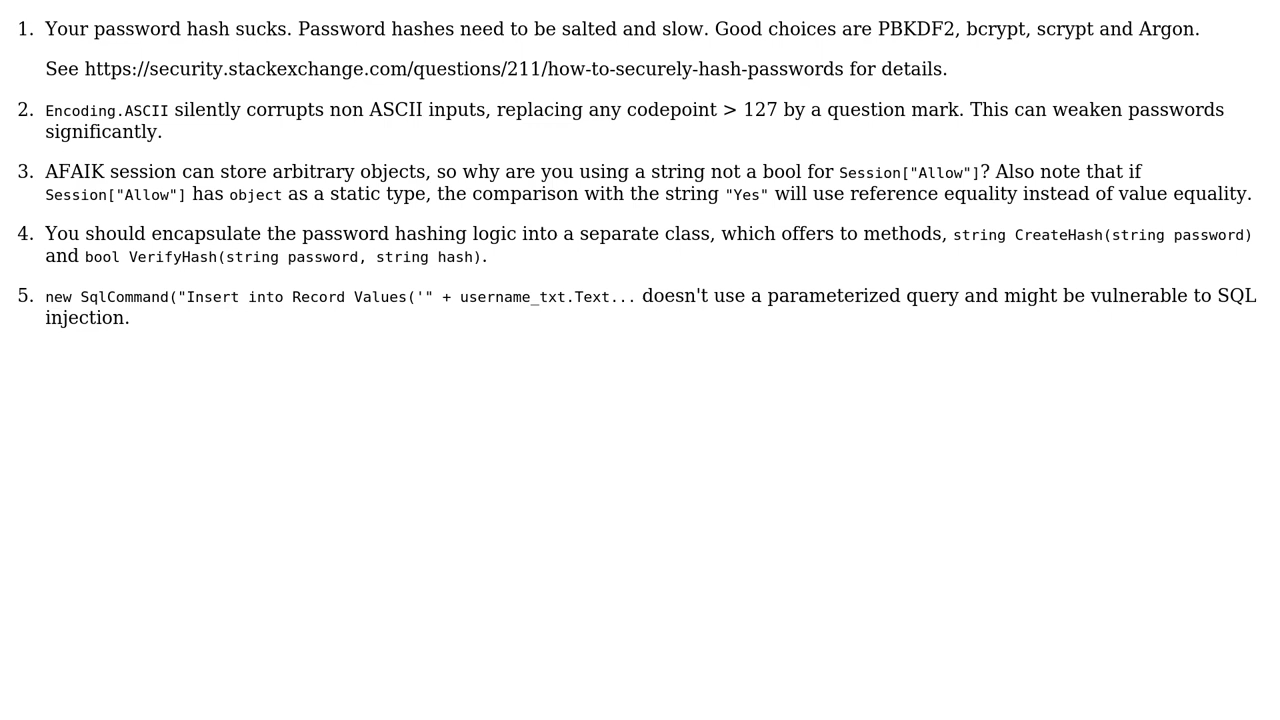 1. Your password hash sucks. Password hashes need to be salted and slow. Good choices are PBKDF2, bcrypt, scrypt and Argon.
See https://security.stackexchange.com/questions/211/how-to-securely-hash-passwords for details.
2. Encoding.ASCII silently corrupts non ASCII inputs, replacing any codepoint > 127 by a question mark. This can weaken passwords
significantly.
3. AFAIK session can store arbitrary objects, so why are you using a string not a bool for Session["Allow"]? Also note that if
Session["Allow"] has object as a static type, the comparison with the string "Yes" will use reference equality instead of value equality.
4. You should encapsulate the password hashing logic into a separate class, which offers to methods, string CreateHash(string password)
and bool VerifyHash(string password, string hash).
5. new SqlCommand("Insert into Record Values('" + username_txt.Text... doesn't use a parameterized query and might be vulnerable to SQL
injection.